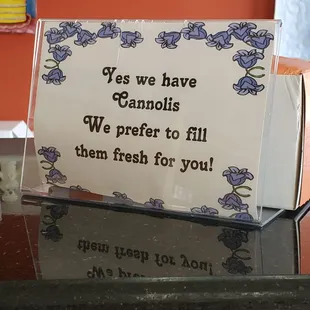 Yes we have
Cannolis
We prefer to fill
them fresh for you!